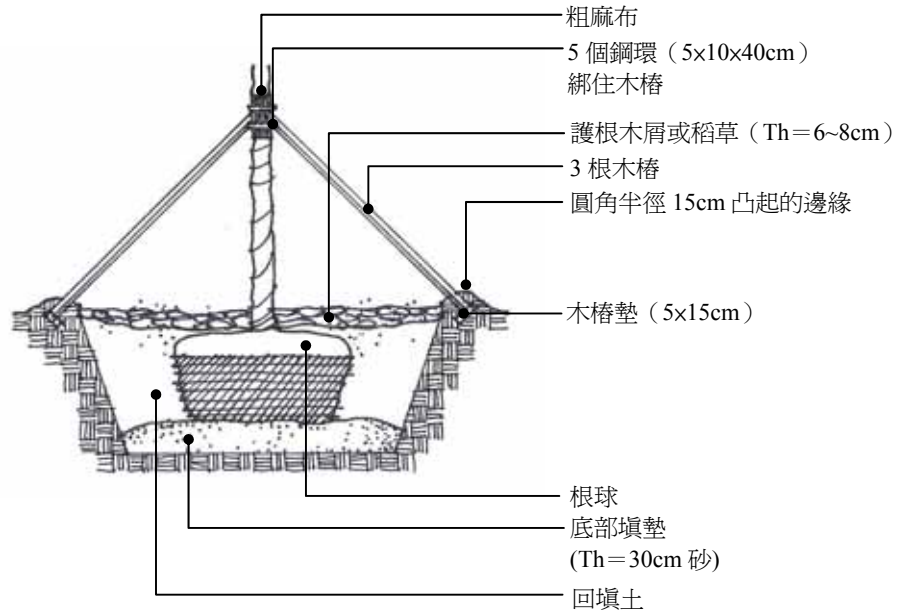 粗麻布
5 個鋼環（5×10×40cm）
綁住木樁
護根木屑或稻草（Th＝6~8cm）
3 根木樁
圓角半徑 15cm 凸起的邊緣
木樁墊（5×15cm）
根球
底部填墊
(Th＝30cm 砂)
回填土